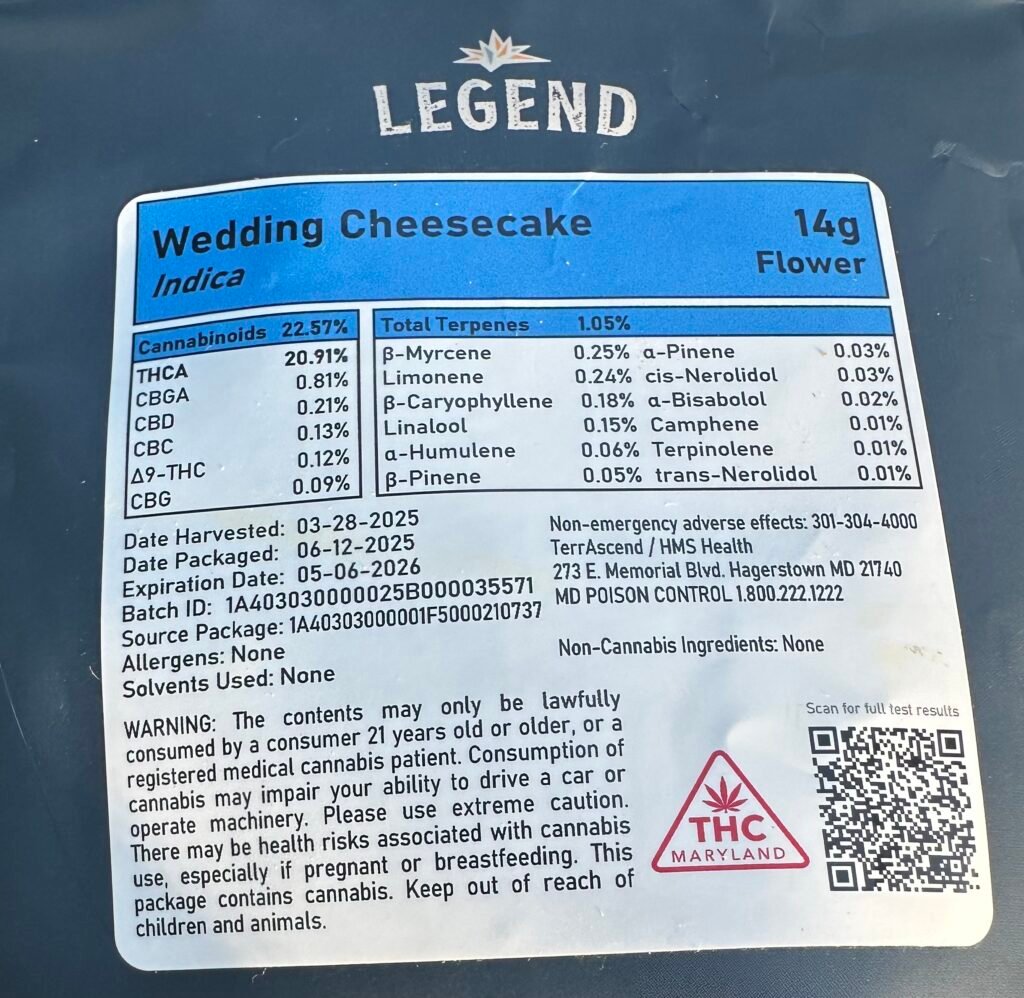 LEGEND
Wedding Cheesecake
Indica
14g
Flower
Cannabinoids 22.57%
THCA 20.91%
CBGA 0.81%
CBD 0.21%
CBC 0.13%
Δ9-THC 0.12%
CBG 0.09%
Total Terpenes 1.05%
β-Myrcene 0.25% α-Pinene 0.03%
Limonene 0.24% cis-Nerolidol 0.03%
β-Caryophyllene 0.18% α-Bisabolol 0.02%
Linalool 0.15% Camphene 0.01%
α-Humulene 0.06% Terpinolene 0.01%
β-Pinene 0.05% trans-Nerolidol 0.01%
Date Harvested: 03-28-2025
Date Packaged: 06-12-2025
Expiration Date: 05-06-2026
Batch ID: 1A403030000025B000035571
Source Package: 1A40303000001F5000210737
Allergens: None
Solvents Used: None
Non-emergency adverse effects: 301-304-4000
TerrAscend / HMS Health
273 E. Memorial Blvd. Hagerstown MD 21740
MD POISON CONTROL 1.800.222.1222
Non-Cannabis Ingredients: None
WARNING: The contents may only be lawfully
consumed by a consumer 21 years old or older, or a
registered medical cannabis patient. Consumption of
cannabis may impair your ability to drive a car or
operate machinery. Please use extreme caution.
There may be health risks associated with cannabis
use, especially if pregnant or breastfeeding. This
package contains cannabis. Keep out of reach of
children and animals.
THC
MARYLAND
Scan for full test results